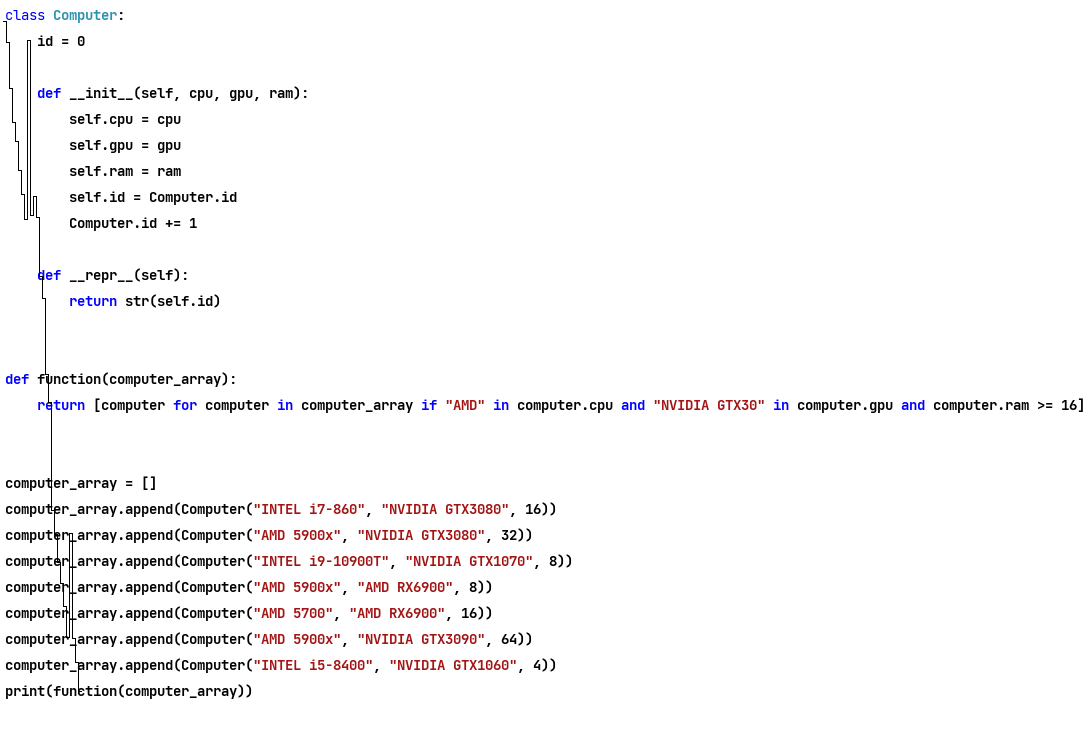 class Computer:
    id = 0
    def __init__(self, cpu, gpu, ram):
        self.cpu = cpu
        self.gpu = gpu
        self.ram = ram
        self.id = Computer.id
        Computer.id += 1
    def __repr__(self):
        return str(self.id)
def function(computer_array):
    return [computer for computer in computer_array if "AMD" in computer.cpu and "NVIDIA GTX30" in computer.gpu and computer.ram >= 16]
computer_array = []
computer_array.append(Computer("INTEL i7-860", "NVIDIA GTX3080", 16))
computer_array.append(Computer("AMD 5900x", "NVIDIA GTX3080", 32))
computer_array.append(Computer("INTEL i9-10900T", "NVIDIA GTX1070", 8))
computer_array.append(Computer("AMD 5900x", "AMD RX6900", 8))
computer_array.append(Computer("AMD 5700", "AMD RX6900", 16))
computer_array.append(Computer("AMD 5900x", "NVIDIA GTX3090", 64))
computer_array.append(Computer("INTEL i5-8400", "NVIDIA GTX1060", 4))
print(function(computer_array))